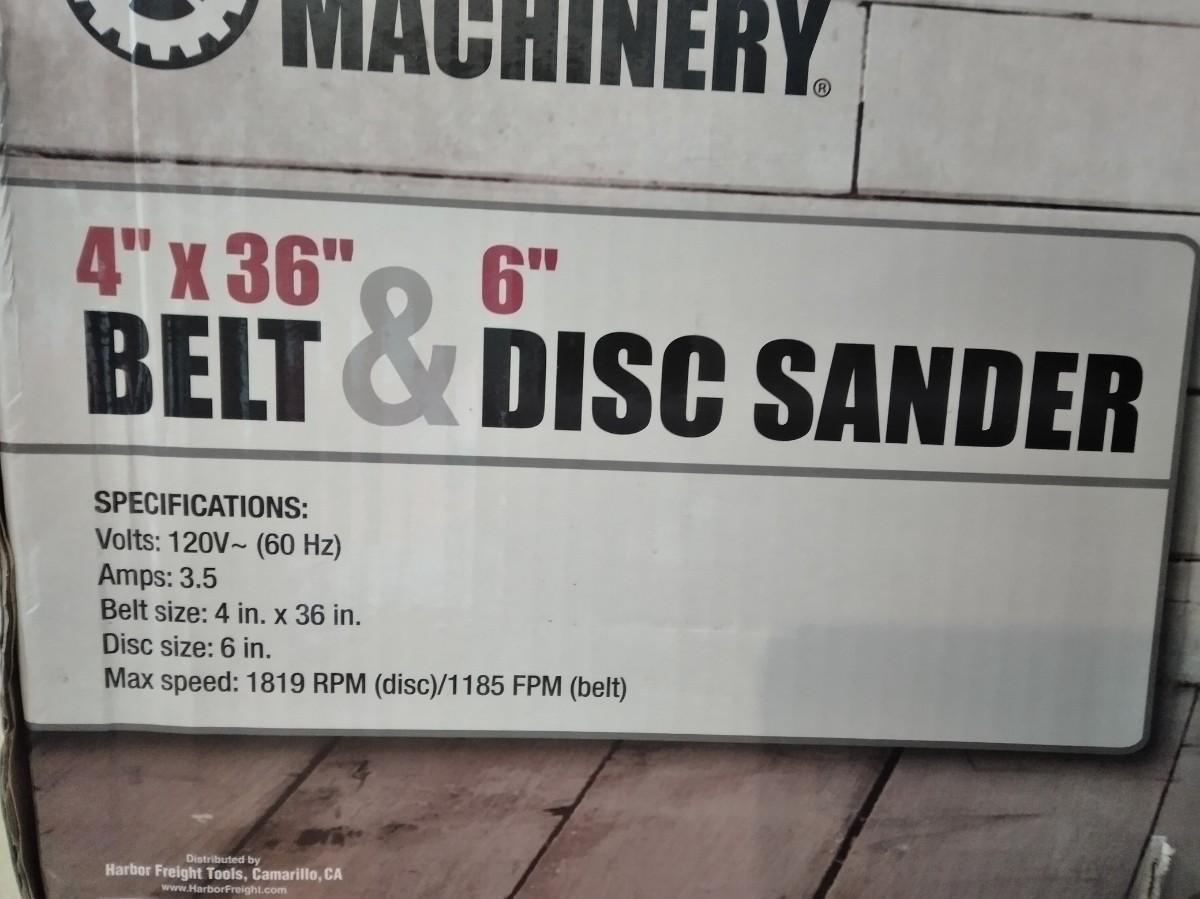 MACHINERY®
4" x 36" & 6"
BELT DISC SANDER
SPECIFICATIONS:
Volts: 120V~ (60 Hz)
Amps: 3.5
Belt size: 4 in. x 36 in.
Disc size: 6 in.
Max speed: 1819 RPM (disc)/1185 FPM (belt)
Distributed by
Harbor Freight Tools, Camarillo, CA
www.HarborFreight.com